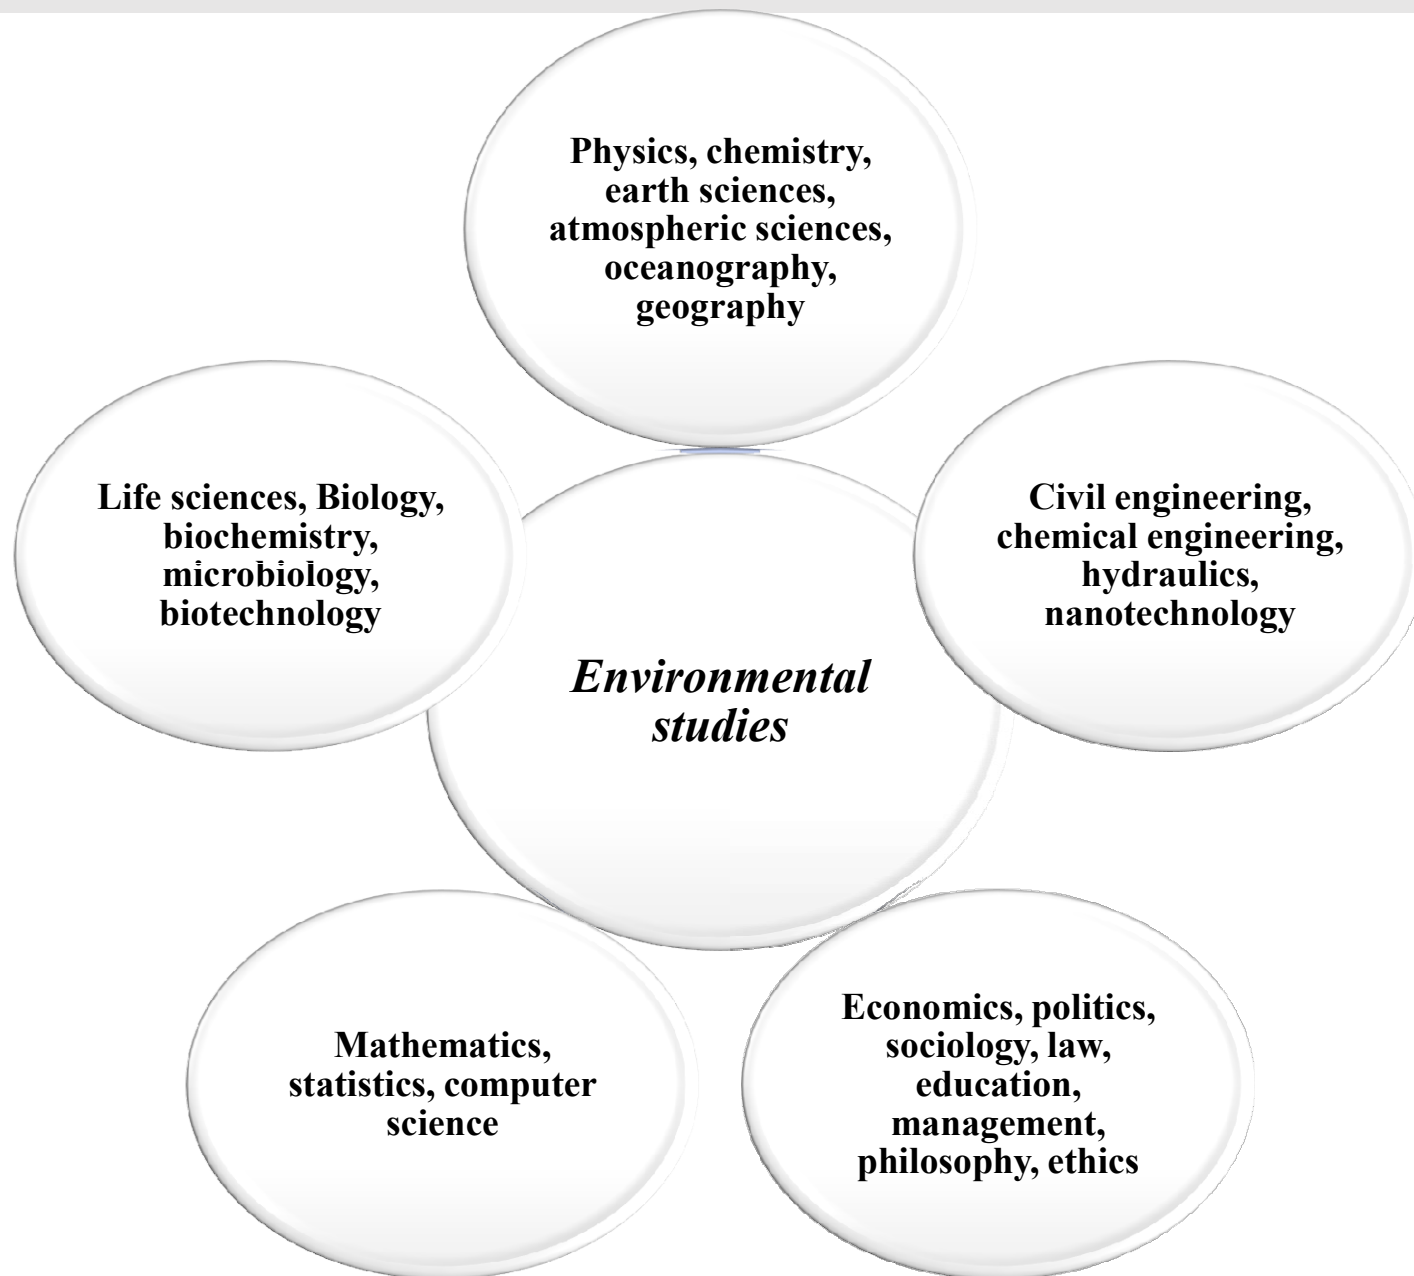 Physics, chemistry,
earth sciences,
atmospheric sciences,
oceanography,
geography
Life sciences, Biology,
biochemistry,
microbiology,
biotechnology
Civil engineering,
chemical engineering,
hydraulics,
nanotechnology
Environmental
studies
Mathematics,
statistics, computer
science
Economics, politics,
sociology, law,
education,
management,
philosophy, ethics